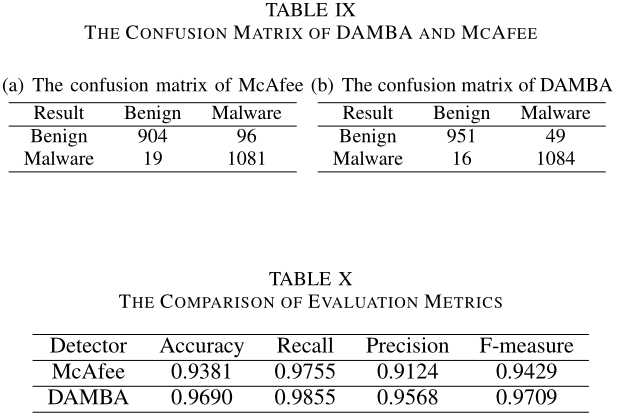 TABLE IX
THE CONFUSION MATRIX OF DAMBA AND MCAFEE
(a) The confusion matrix of McAfee (b) The confusion matrix of DAMBA
Result Benign Malware Result Benign Malware
Benign 904 96 Benign 951 49
Malware 19 1081 Malware 16 1084
TABLE X
THE COMPARISON OF EVALUATION METRICS
Detector Accuracy Recall Precision F-measure
McAfee 0.9381 0.9755 0.9124 0.9429
DAMBA 0.9690 0.9855 0.9568 0.9709